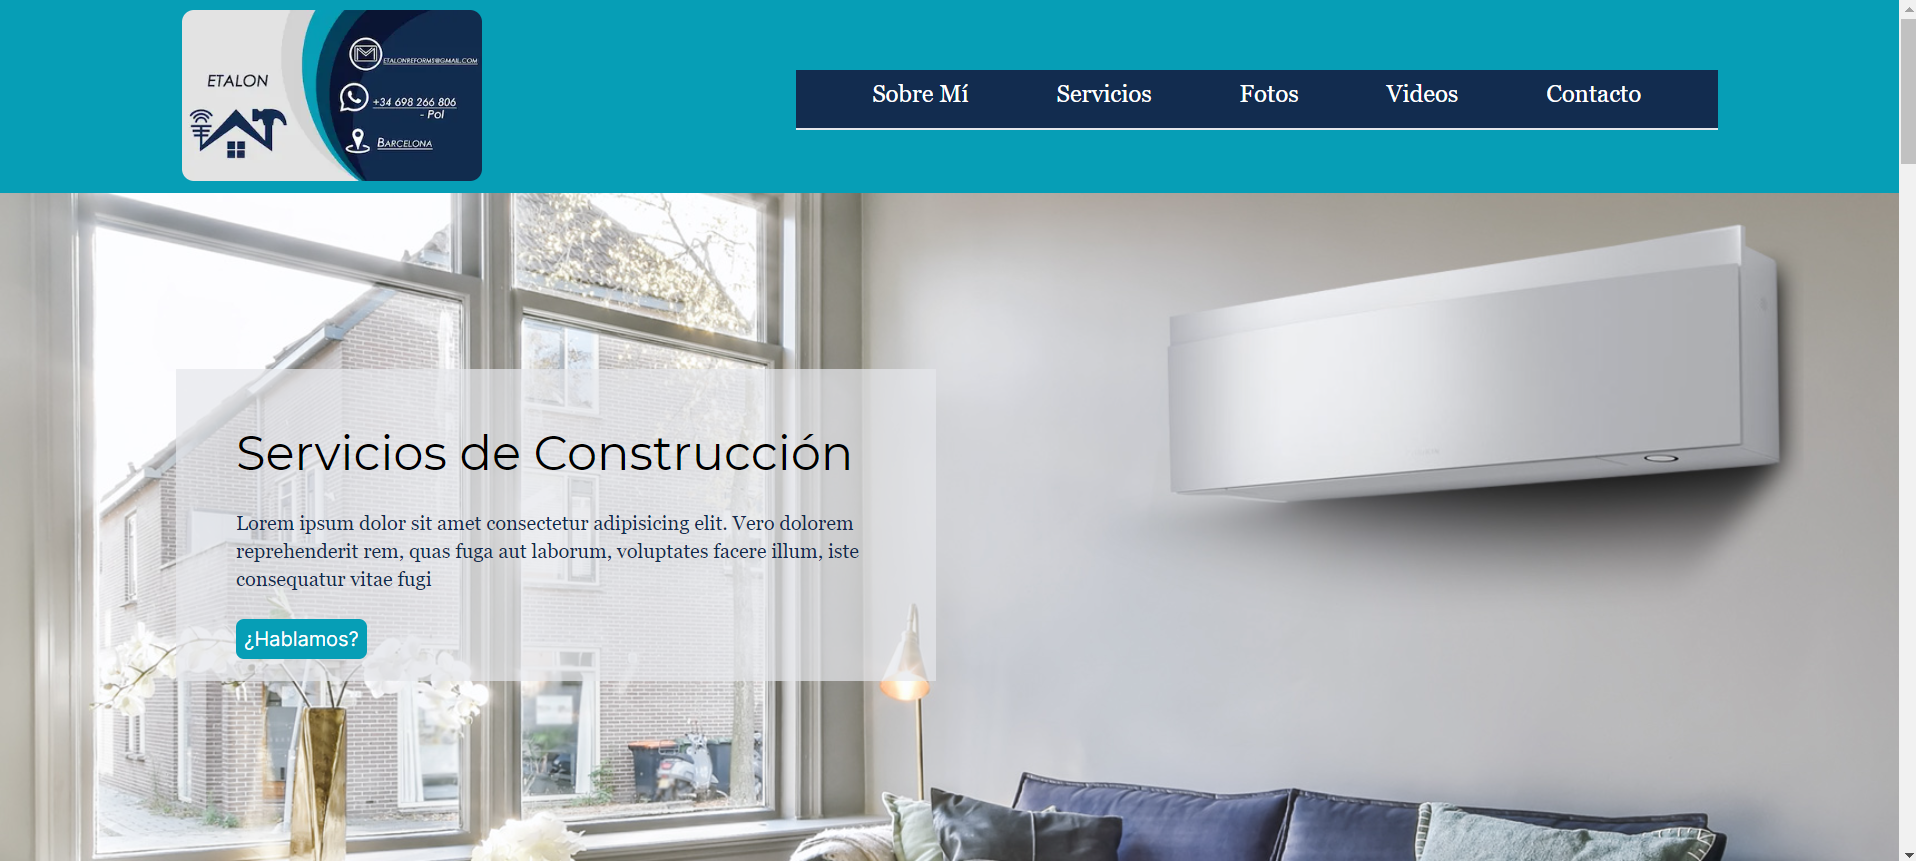 ETALON
ETALONREFORMS@GMAIL.COM
+34 698 266 806
- Pol
BARCELONA
Sobre Mí
Servicios
Fotos
Videos
Contacto
Servicios de Construcción
Lorem ipsum dolor sit amet consectetur adipisicing elit. Vero dolorem
reprehenderit rem, quas fuga aut laborum, voluptates facere illum, iste
consequatur vitae fugi
¿Hablamos?